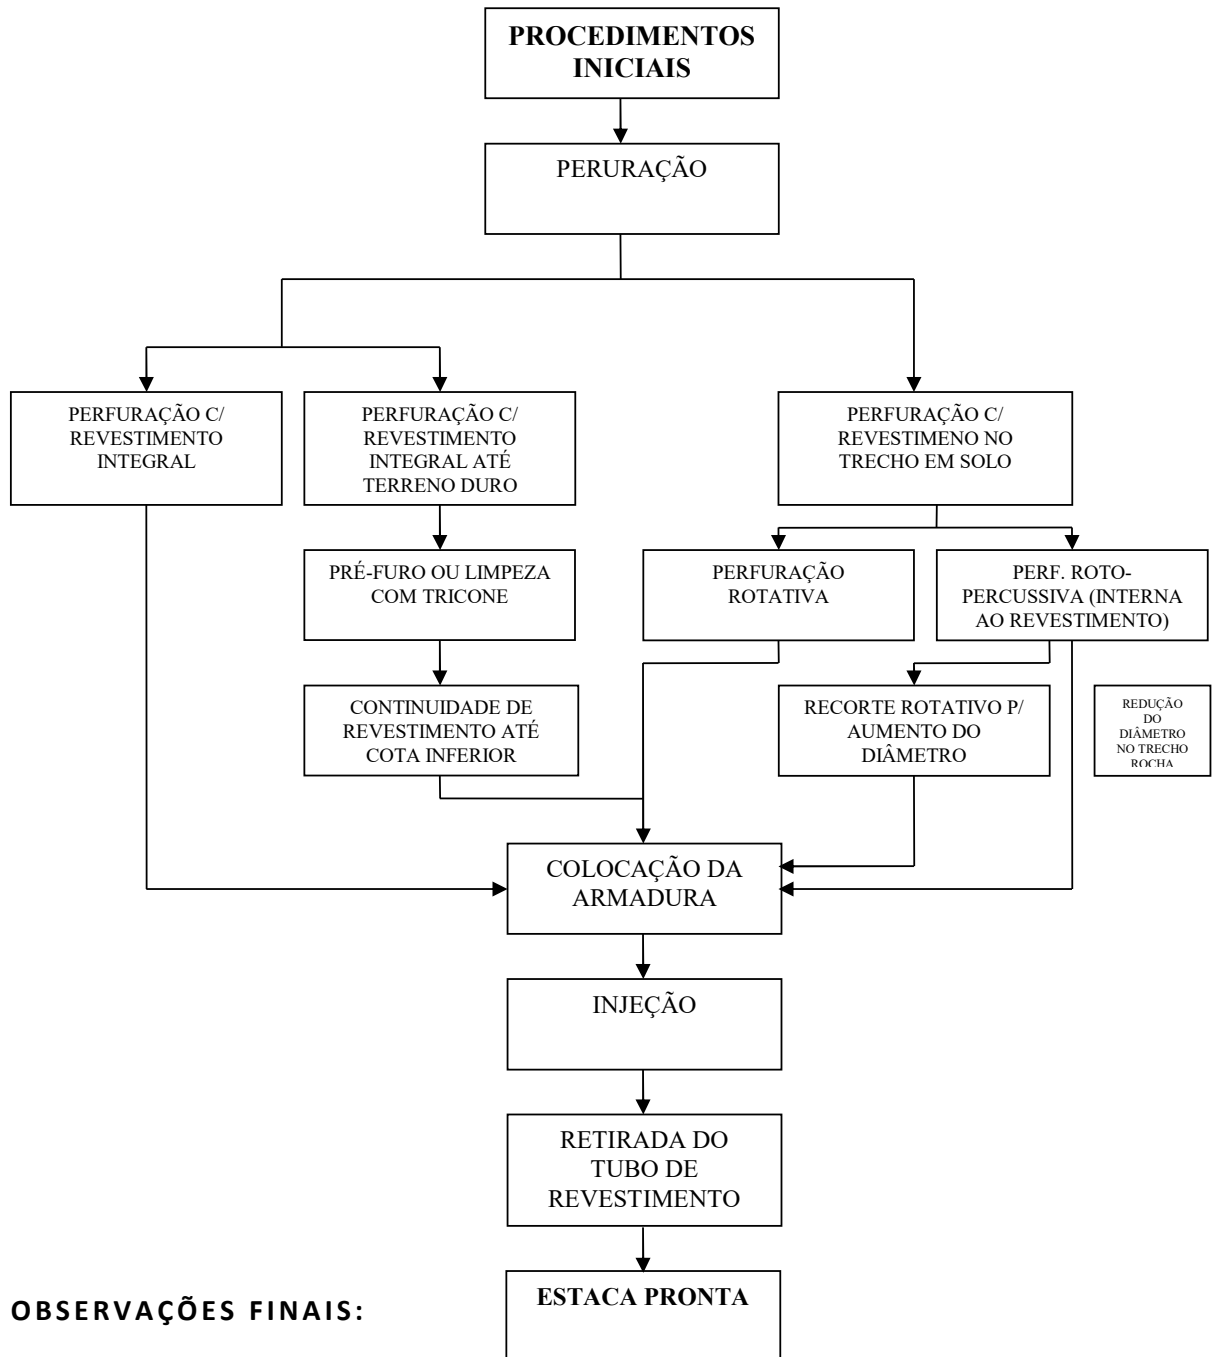 PROCEDIMENTOS
INICIAIS
PERURAÇÃO
PERFURAÇÃO C/
REVESTIMENTO
INTEGRAL
PERFURAÇÃO C/
REVESTIMENTO
INTEGRAL ATÉ
TERRENO DURO
PERFURAÇÃO C/
REVESTIMENO NO
TRECHO EM SOLO
PRÉ-FURO OU LIMPEZA
COM TRICONE
PERFURAÇÃO
ROTATIVA
PERF. ROTO-
PERCUSSIVA (INTERNA
AO REVESTIMENTO)
CONTINUIDADE DE
REVESTIMENTO ATÉ
COTA INFERIOR
RECORTE ROTATIVO P/
AUMENTO DO
DIÂMETRO
REDUÇÃO
DO
DIÂMETRO
NO TRECHO
ROCHA
COLOCAÇÃO DA
ARMADURA
INJEÇÃO
RETIRADA DO
TUBO DE
REVESTIMENTO
ESTACA PRONTA
OBSERVAÇÕES FINAIS: